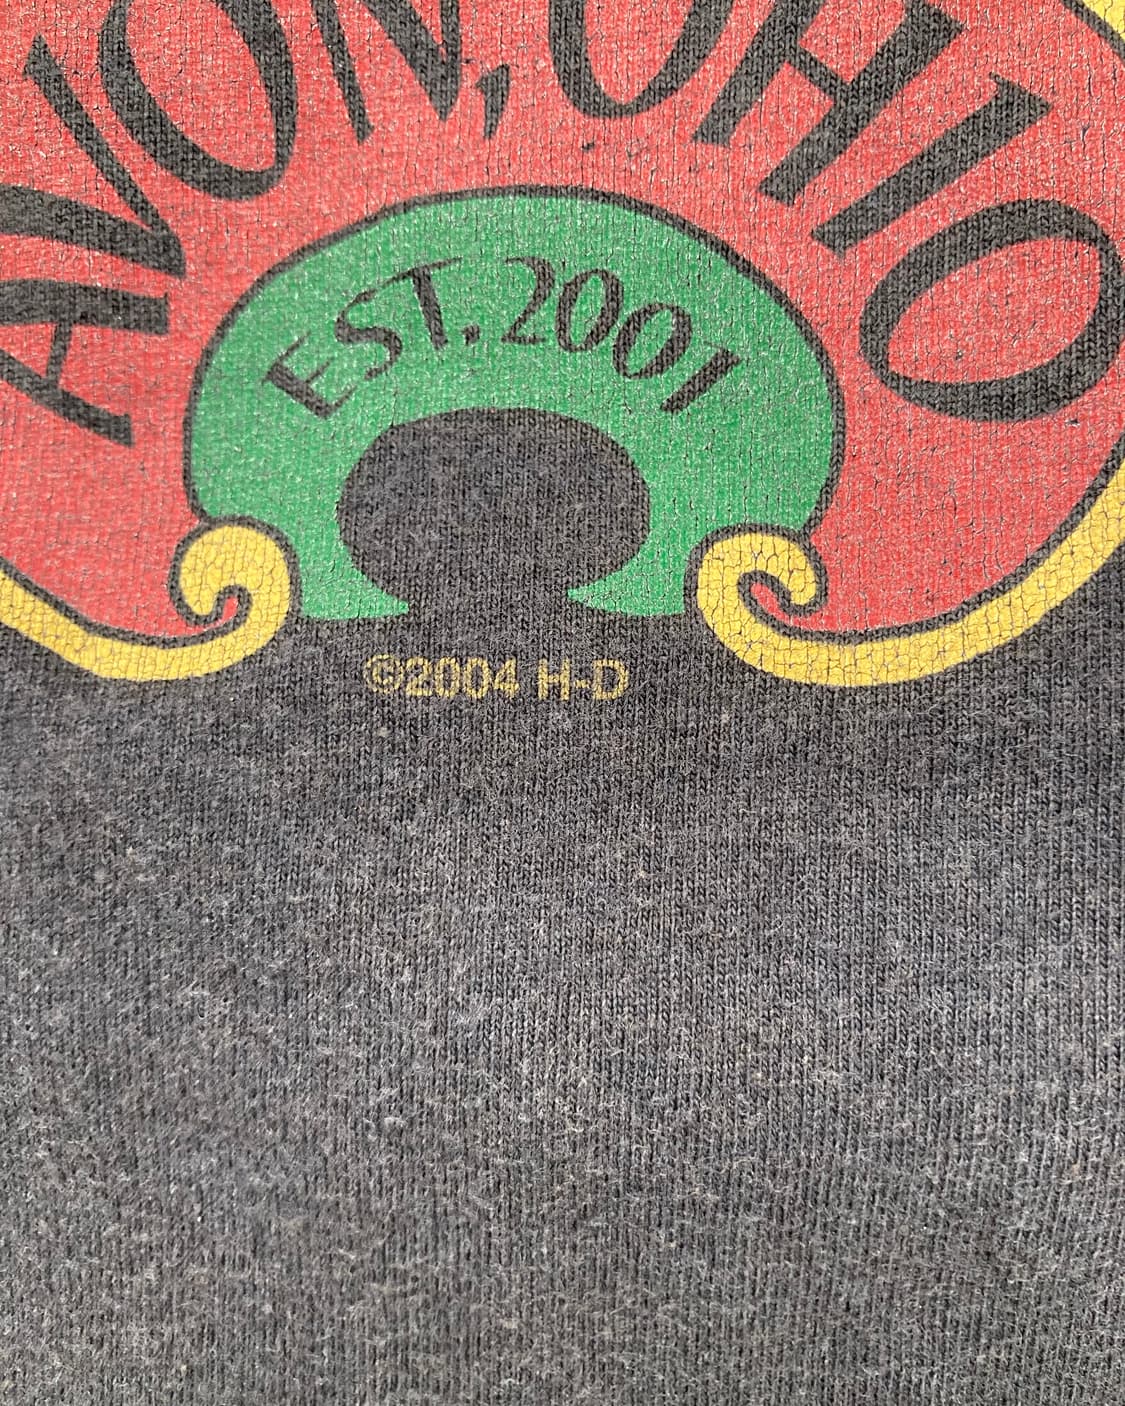 AVON, OHIO
EST. 2001
©2004 H-D